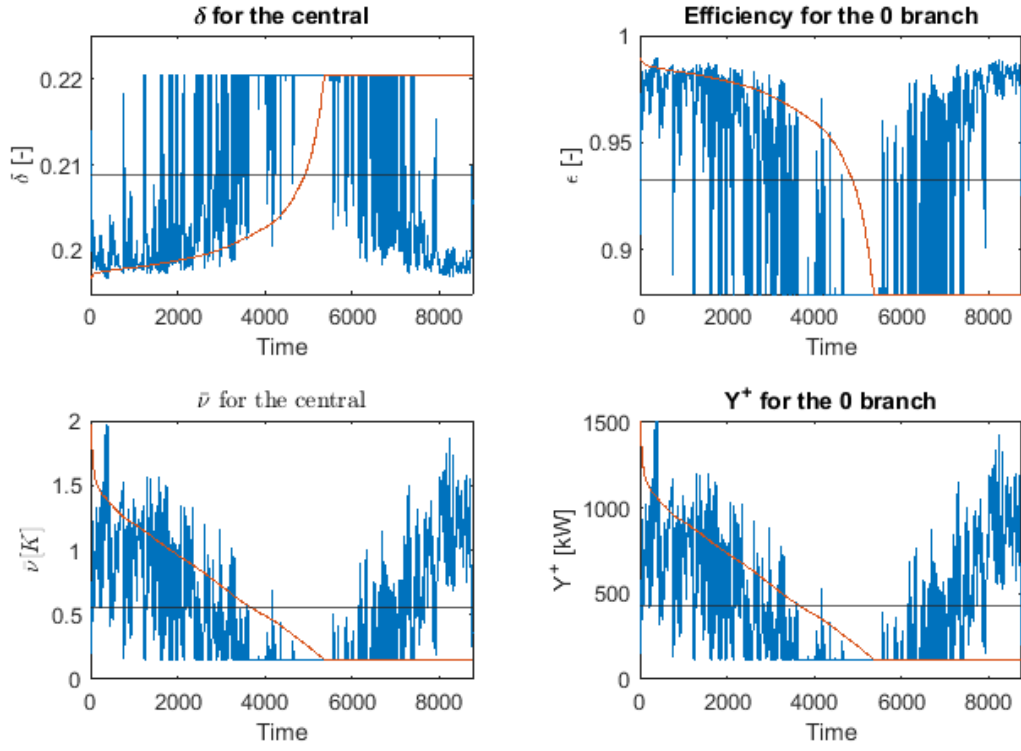 δ for the central
0.22
0.21
0.2
δ [-]
0 2000 4000 6000 8000
Time
Efficiency for the 0 branch
1
0.95
0.9
ϵ [-]
0 2000 4000 6000 8000
Time
ν̄ for the central
2
1.5
1
0.5
0
ν̄[K]
0 2000 4000 6000 8000
Time
Y⁺ for the 0 branch
1500
1000
500
0
Y⁺ [kW]
0 2000 4000 6000 8000
Time